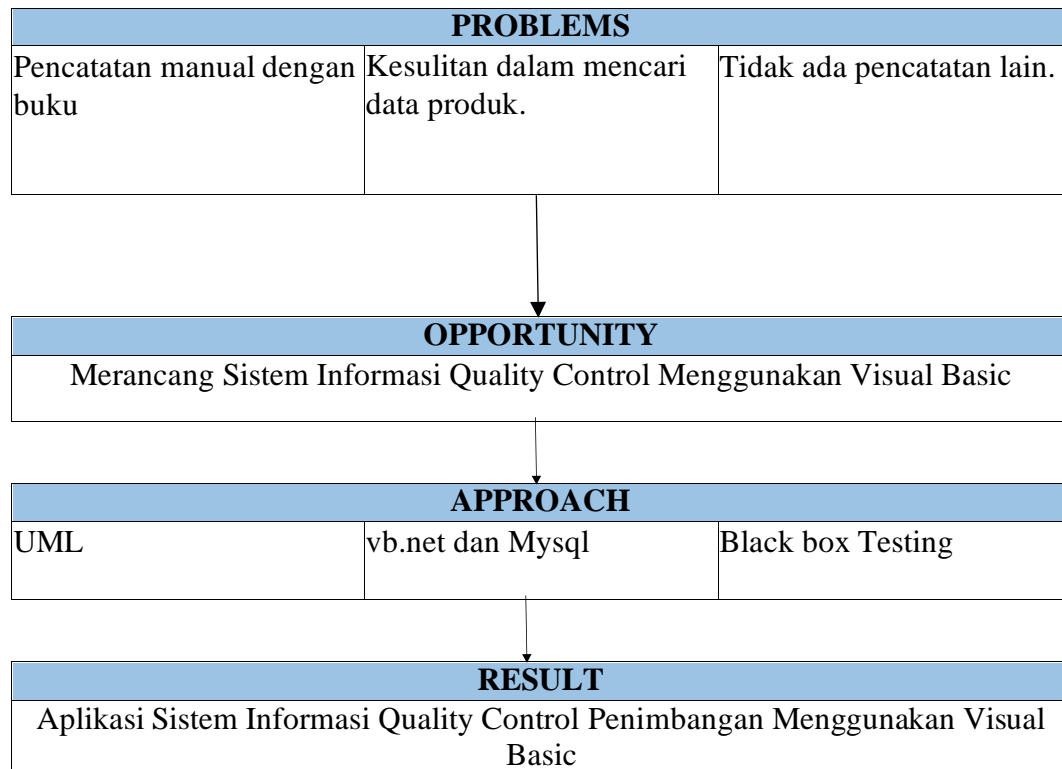 PROBLEMS
Pencatatan manual dengan
buku
Kesulitan dalam mencari
data produk.
Tidak ada pencatatan lain.
OPPORTUNITY
Merancang Sistem Informasi Quality Control Menggunakan Visual Basic
APPROACH
UML
vb.net dan Mysql
Black box Testing
RESULT
Aplikasi Sistem Informasi Quality Control Penimbangan Menggunakan Visual
Basic